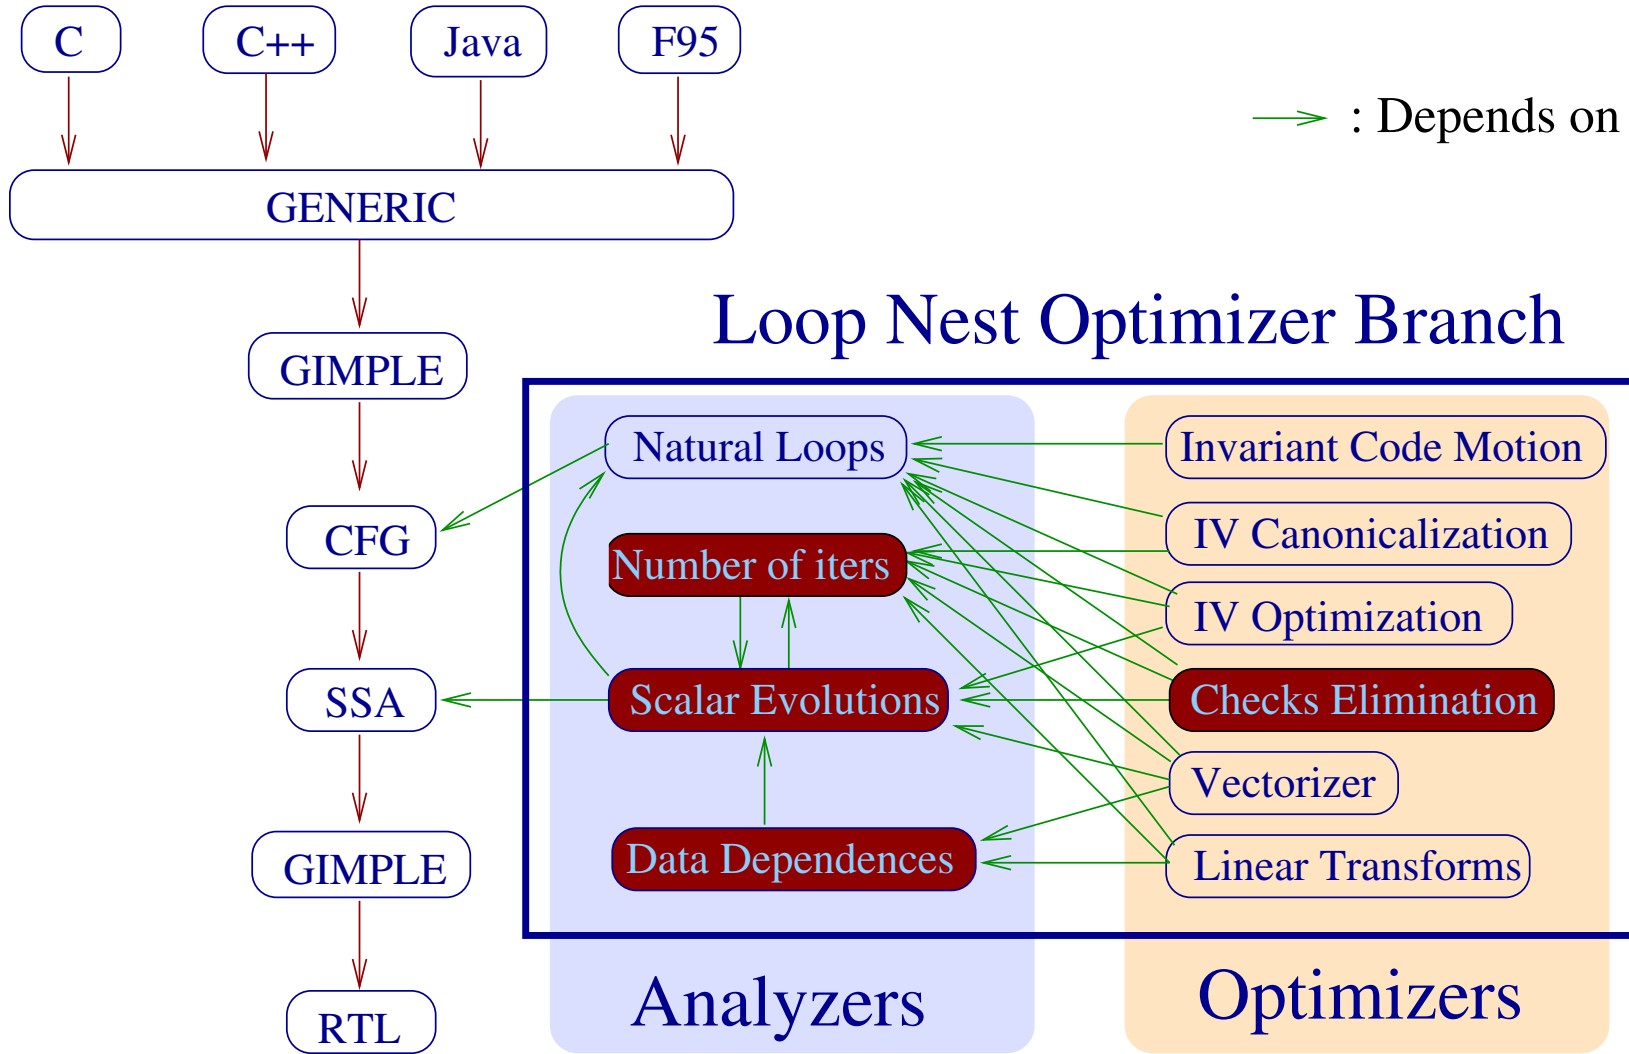 C
C++
Java
F95
: Depends on
GENERIC
Loop Nest Optimizer Branch
GIMPLE
Natural Loops
Invariant Code Motion
CFG
IV Canonicalization
Number of iters
IV Optimization
SSA
Scalar Evolutions
Checks Elimination
Vectorizer
GIMPLE
Data Dependences
Linear Transforms
Analyzers
Optimizers
RTL